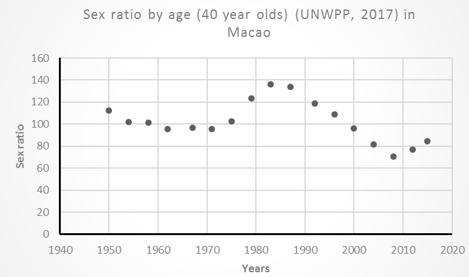 Sex ratio by age (40 year olds) (UNWPP, 2017) in
Macao
160
140
120
100
80
60
40
20
0
Sex ratio
1940 1950 1960 1970 1980 1990 2000 2010 2020
Years